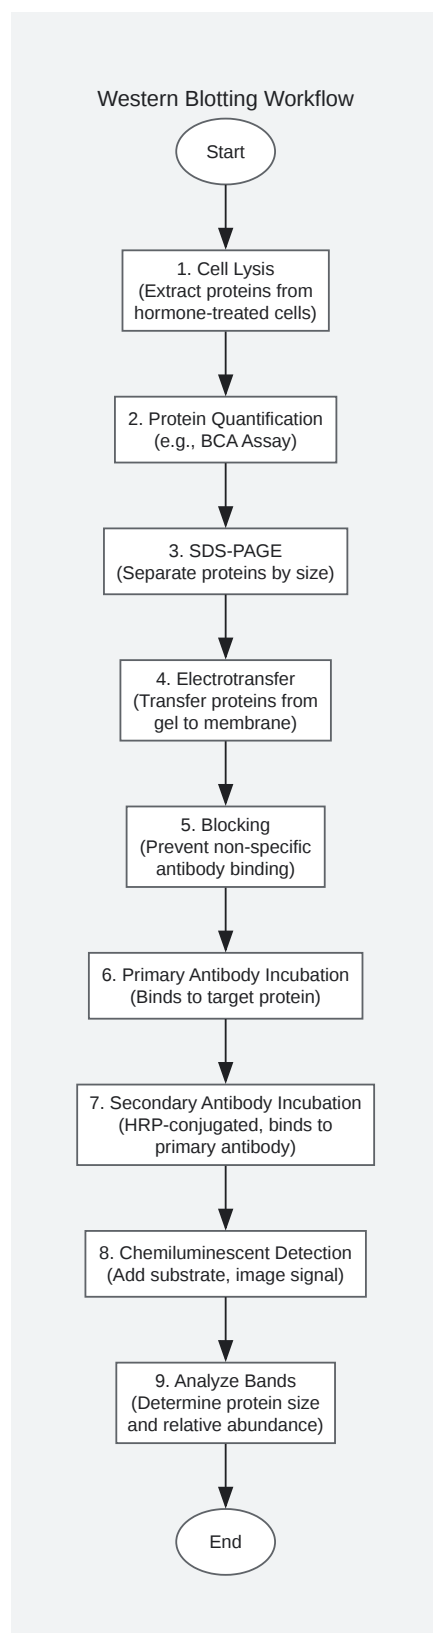 Western Blotting Workflow
Start
1. Cell Lysis
(Extract proteins from
hormone-treated cells)
2. Protein Quantification
(e.g., BCA Assay)
3. SDS-PAGE
(Separate proteins by size)
4. Electrotransfer
(Transfer proteins from
gel to membrane)
5. Blocking
(Prevent non-specific
antibody binding)
6. Primary Antibody Incubation
(Binds to target protein)
7. Secondary Antibody Incubation
(HRP-conjugated, binds to
primary antibody)
8. Chemiluminescent Detection
(Add substrate, image signal)
9. Analyze Bands
(Determine protein size
and relative abundance)
End